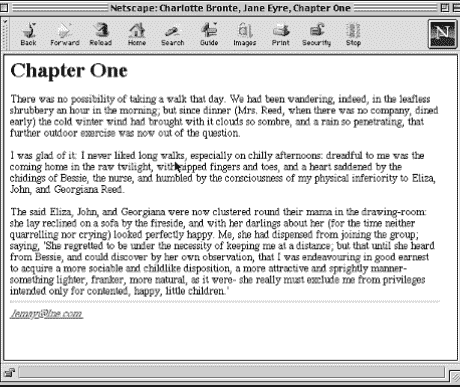 Netscape: Charlotte Bronte, Jane Eyre, Chapter One
Back Forward Reload Home Search Guide Images Print Security Stop
N
Chapter One
There was no possibility of taking a walk that day. We had been wandering, indeed, in the leafless
shrubbery an hour in the morning; but since dinner (Mrs. Reed, when there was no company, dined
early) the cold winter wind had brought with it clouds so sombre, and a rain so penetrating, that
further outdoor exercise was now out of the question.
I was glad of it: I never liked long walks, especially on chilly afternoons: dreadful to me was the
coming home in the raw twilight, with nipped fingers and toes, and a heart saddened by the
chidings of Bessie, the nurse, and humbled by the consciousness of my physical inferiority to Eliza,
John, and Georgiana Reed.
The said Eliza, John, and Georgiana were now clustered round their mama in the drawing-room:
she lay reclined on a sofa by the fireside, and with her darlings about her (for the time neither
quarrelling nor crying) looked perfectly happy. Me, she had dispensed from joining the group;
saying, 'She regretted to be under the necessity of keeping me at a distance; but that until she heard
from Bessie, and could discover by her own observation, that I was endeavouring in good earnest
to acquire a more sociable and childlike disposition, a more attractive and sprightly manner-
something lighter, franker, more natural, as it were- she really must exclude me from privileges
intended only for contented, happy, little children.'